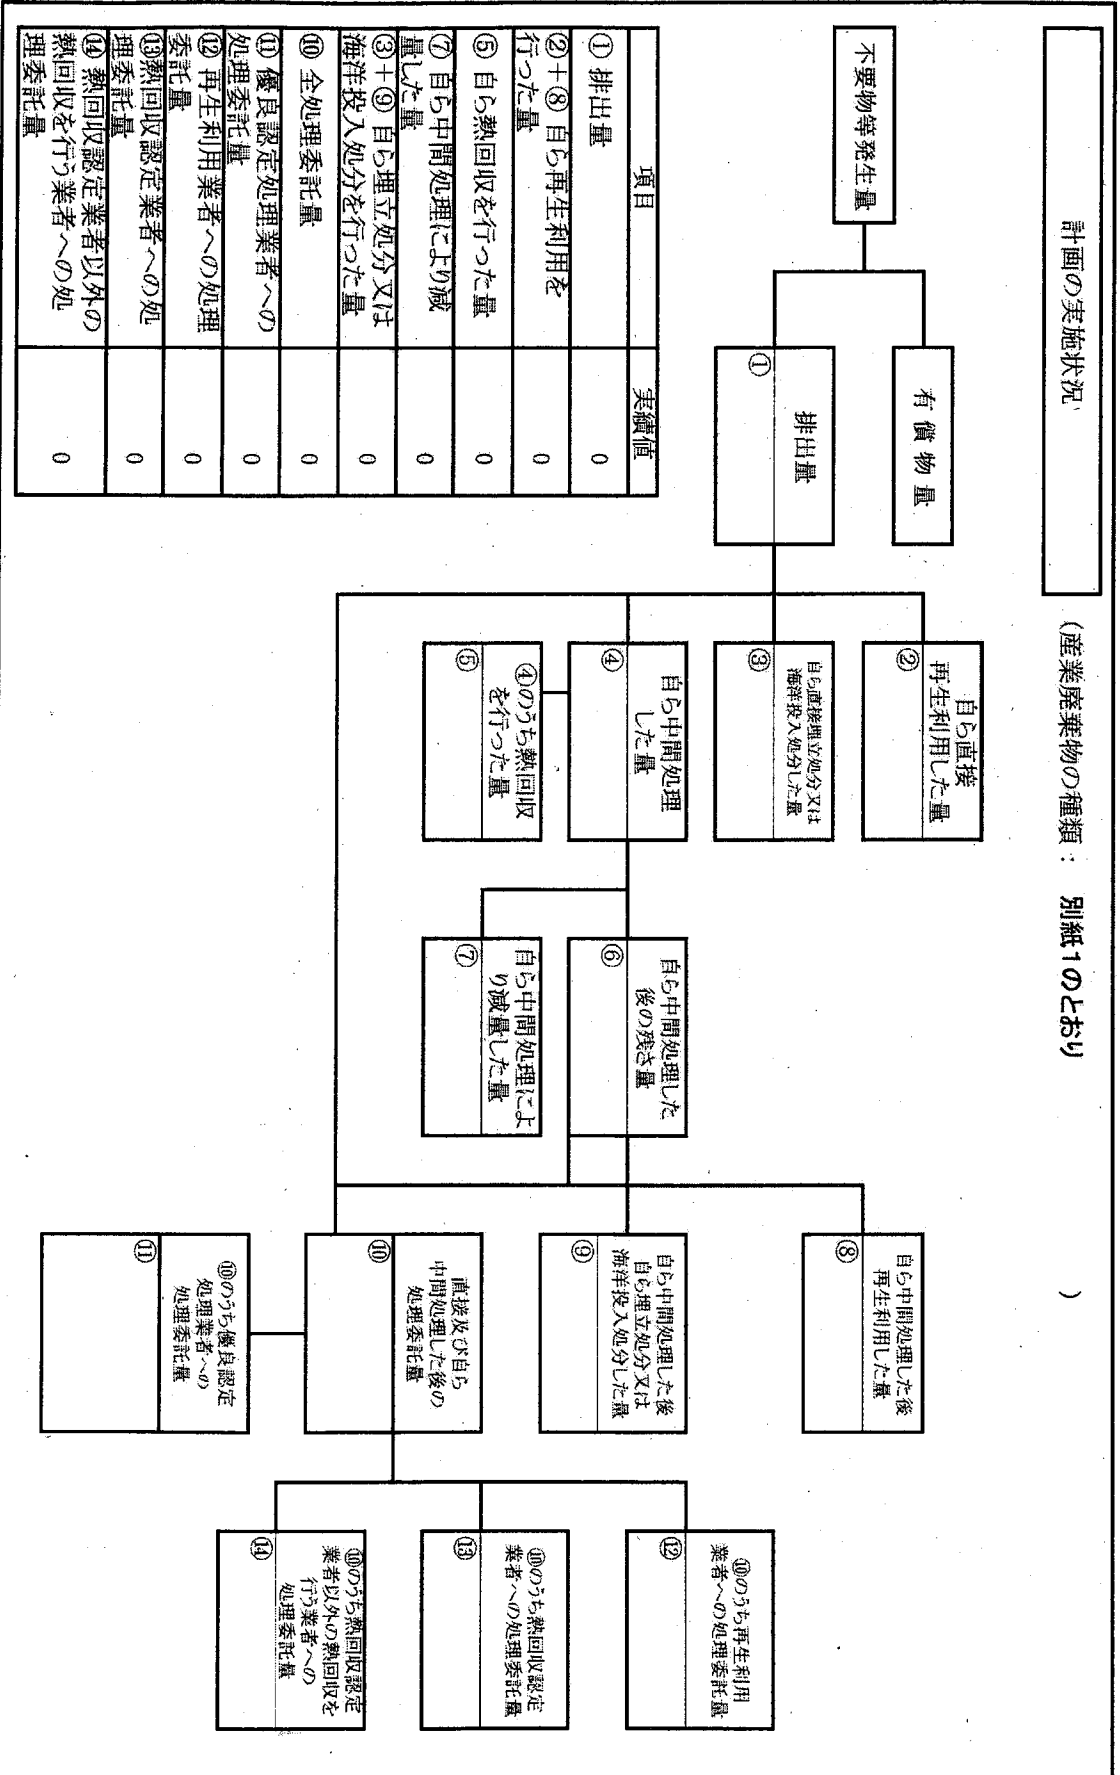 計画の実施状況
(産業廃棄物の種類： 別紙1のとおり )
不要物等発生量
有償物量
排出量
①
自ら直接
再生利用した量
②
自ら直接埋立処分又は
海洋投入処分した量
③
自ら中間処理
した量
④
④のうち熱回収
を行った量
⑤
自ら中間処理した
後の残さ量
⑥
自ら中間処理によ
り減量した量
⑦
自ら中間処理した後
再生利用した量
⑧
自ら中間処理した後
自ら埋立処分又は
海洋投入処分した量
⑨
直接及び自ら
中間処理した後の
処理委託量
⑩
⑩のうち優良認定
処理業者への
処理委託量
⑪
⑩のうち再生利用
業者への処理委託量
⑫
⑩のうち熱回収認定
業者への処理委託量
⑬
⑩のうち熱回収認定
業者以外の熱回収を
行う業者への
処理委託量
⑭
項目 実績値
① 排出量 0
②＋⑧ 自ら再生利用を
行った量 0
⑤ 自ら熱回収を行った量 0
⑦ 自ら中間処理により減
量した量 0
③＋⑨ 自ら埋立処分又は
海洋投入処分を行った量 0
⑩ 全処理委託量 0
⑪ 優良認定処理業者への
処理委託量 0
⑫ 再生利用業者への処理
委託量 0
⑬熱回収認定業者への処
理委託量 0
⑭ 熱回収認定業者以外の
熱回収を行う業者への処
理委託量 0